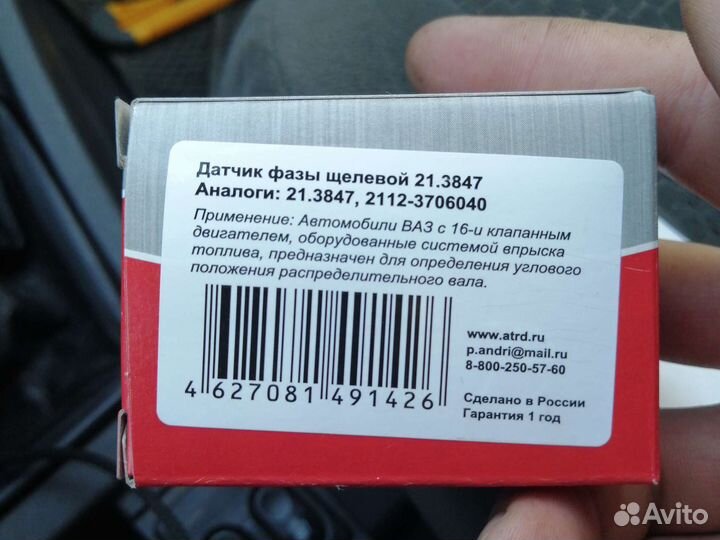 Датчик фазы щелевой 21.3847
Аналоги: 21.3847, 2112-3706040
Применение: Автомобили ВАЗ с 16-и клапанным
двигателем, оборудованные системой впрыска
топлива, предназначен для определения углового
положения распределительного вала.
www.atrd.ru
p.andri@mail.ru
8-800-250-57-60
4 627081 491426
Сделано в России
Гарантия 1 год
Avito